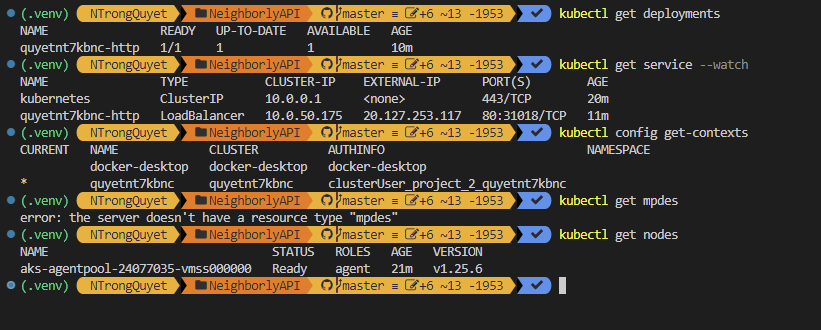 (.venv) NTrongQuyet NeighborlyAPI master ≡ +6 ~13 -1953 ✔ kubectl get deployments
NAME READY UP-TO-DATE AVAILABLE AGE
quyetnt7kbnc-http 1/1 1 1 10m
(.venv) NTrongQuyet NeighborlyAPI master ≡ +6 ~13 -1953 ✔ kubectl get service --watch
NAME TYPE CLUSTER-IP EXTERNAL-IP PORT(S) AGE
kubernetes ClusterIP 10.0.0.1 <none> 443/TCP 20m
quyetnt7kbnc-http LoadBalancer 10.0.50.175 20.127.253.117 80:31018/TCP 11m
(.venv) NTrongQuyet NeighborlyAPI master ≡ +6 ~13 -1953 ✔ kubectl config get-contexts
CURRENT NAME CLUSTER AUTHINFO NAMESPACE
docker-desktop docker-desktop docker-desktop
* quyetnt7kbnc quyetnt7kbnc clusterUser_project_2_quyetnt7kbnc
(.venv) NTrongQuyet NeighborlyAPI master ≡ +6 ~13 -1953 ✔ kubectl get mpdes
error: the server doesn't have a resource type "mpdes"
(.venv) NTrongQuyet NeighborlyAPI master ≡ +6 ~13 -1953 ✔ kubectl get nodes
NAME STATUS ROLES AGE VERSION
aks-agentpool-24077035-vmss000000 Ready agent 21m v1.25.6
(.venv) NTrongQuyet NeighborlyAPI master ≡ +6 ~13 -1953 ✔